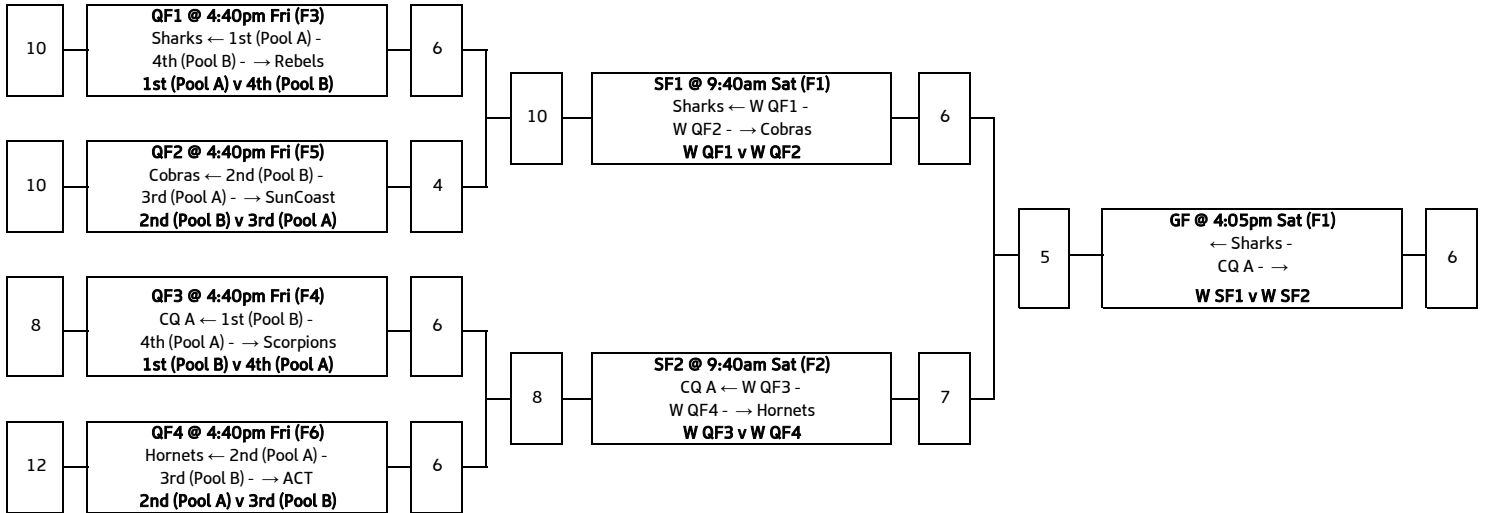 QF1 @ 4:40pm Fri (F3)
10
Sharks ← 1st (Pool A) -
4th (Pool B) - → Rebels
6
1st (Pool A) v 4th (Pool B)
QF2 @ 4:40pm Fri (F5)
10
Cobras ← 2nd (Pool B) -
3rd (Pool A) - → SunCoast
4
2nd (Pool B) v 3rd (Pool A)
QF3 @ 4:40pm Fri (F4)
8
CQ A ← 1st (Pool B) -
4th (Pool A) - → Scorpions
6
1st (Pool B) v 4th (Pool A)
QF4 @ 4:40pm Fri (F6)
12
Hornets ← 2nd (Pool A) -
3rd (Pool B) - → ACT
6
2nd (Pool A) v 3rd (Pool B)
SF1 @ 9:40am Sat (F1)
10
Sharks ← W QF1 -
W QF2 - → Cobras
6
W QF1 v W QF2
SF2 @ 9:40am Sat (F2)
8
CQ A ← W QF3 -
W QF4 - → Hornets
7
W QF3 v W QF4
GF @ 4:05pm Sat (F1)
5
← Sharks -
CQ A - →
6
W SF1 v W SF2